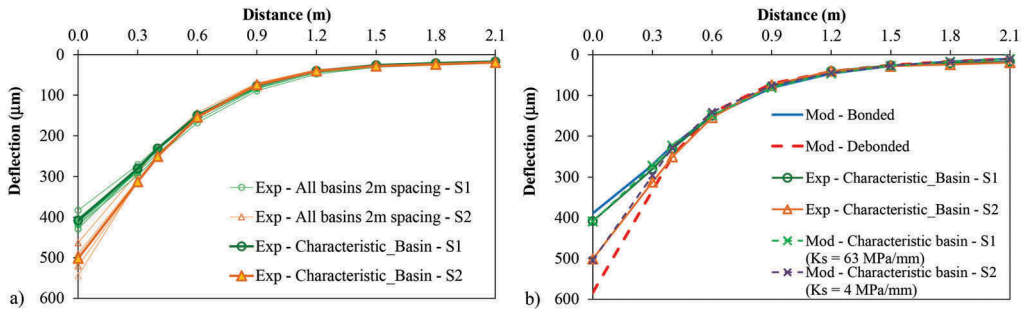 Distance (m)
0.0 0.3 0.6 0.9 1.2 1.5 1.8 2.1
0
100
200
300
400
500
600
Deflection (µm)
Exp - All basins 2m spacing - S1
Exp - All basins 2m spacing - S2
Exp - Characteristic_Basin - S1
Exp - Characteristic_Basin - S2
a)
Distance (m)
0.0 0.3 0.6 0.9 1.2 1.5 1.8 2.1
0
100
200
300
400
500
600
Deflection (µm)
Mod - Bonded
Mod - Debonded
Exp - Characteristic_Basin - S1
Exp - Characteristic_Basin - S2
Mod - Characteristic basin - S1
(Ks = 63 MPa/mm)
Mod - Characteristic basin - S2
(Ks = 4 MPa/mm)
b)